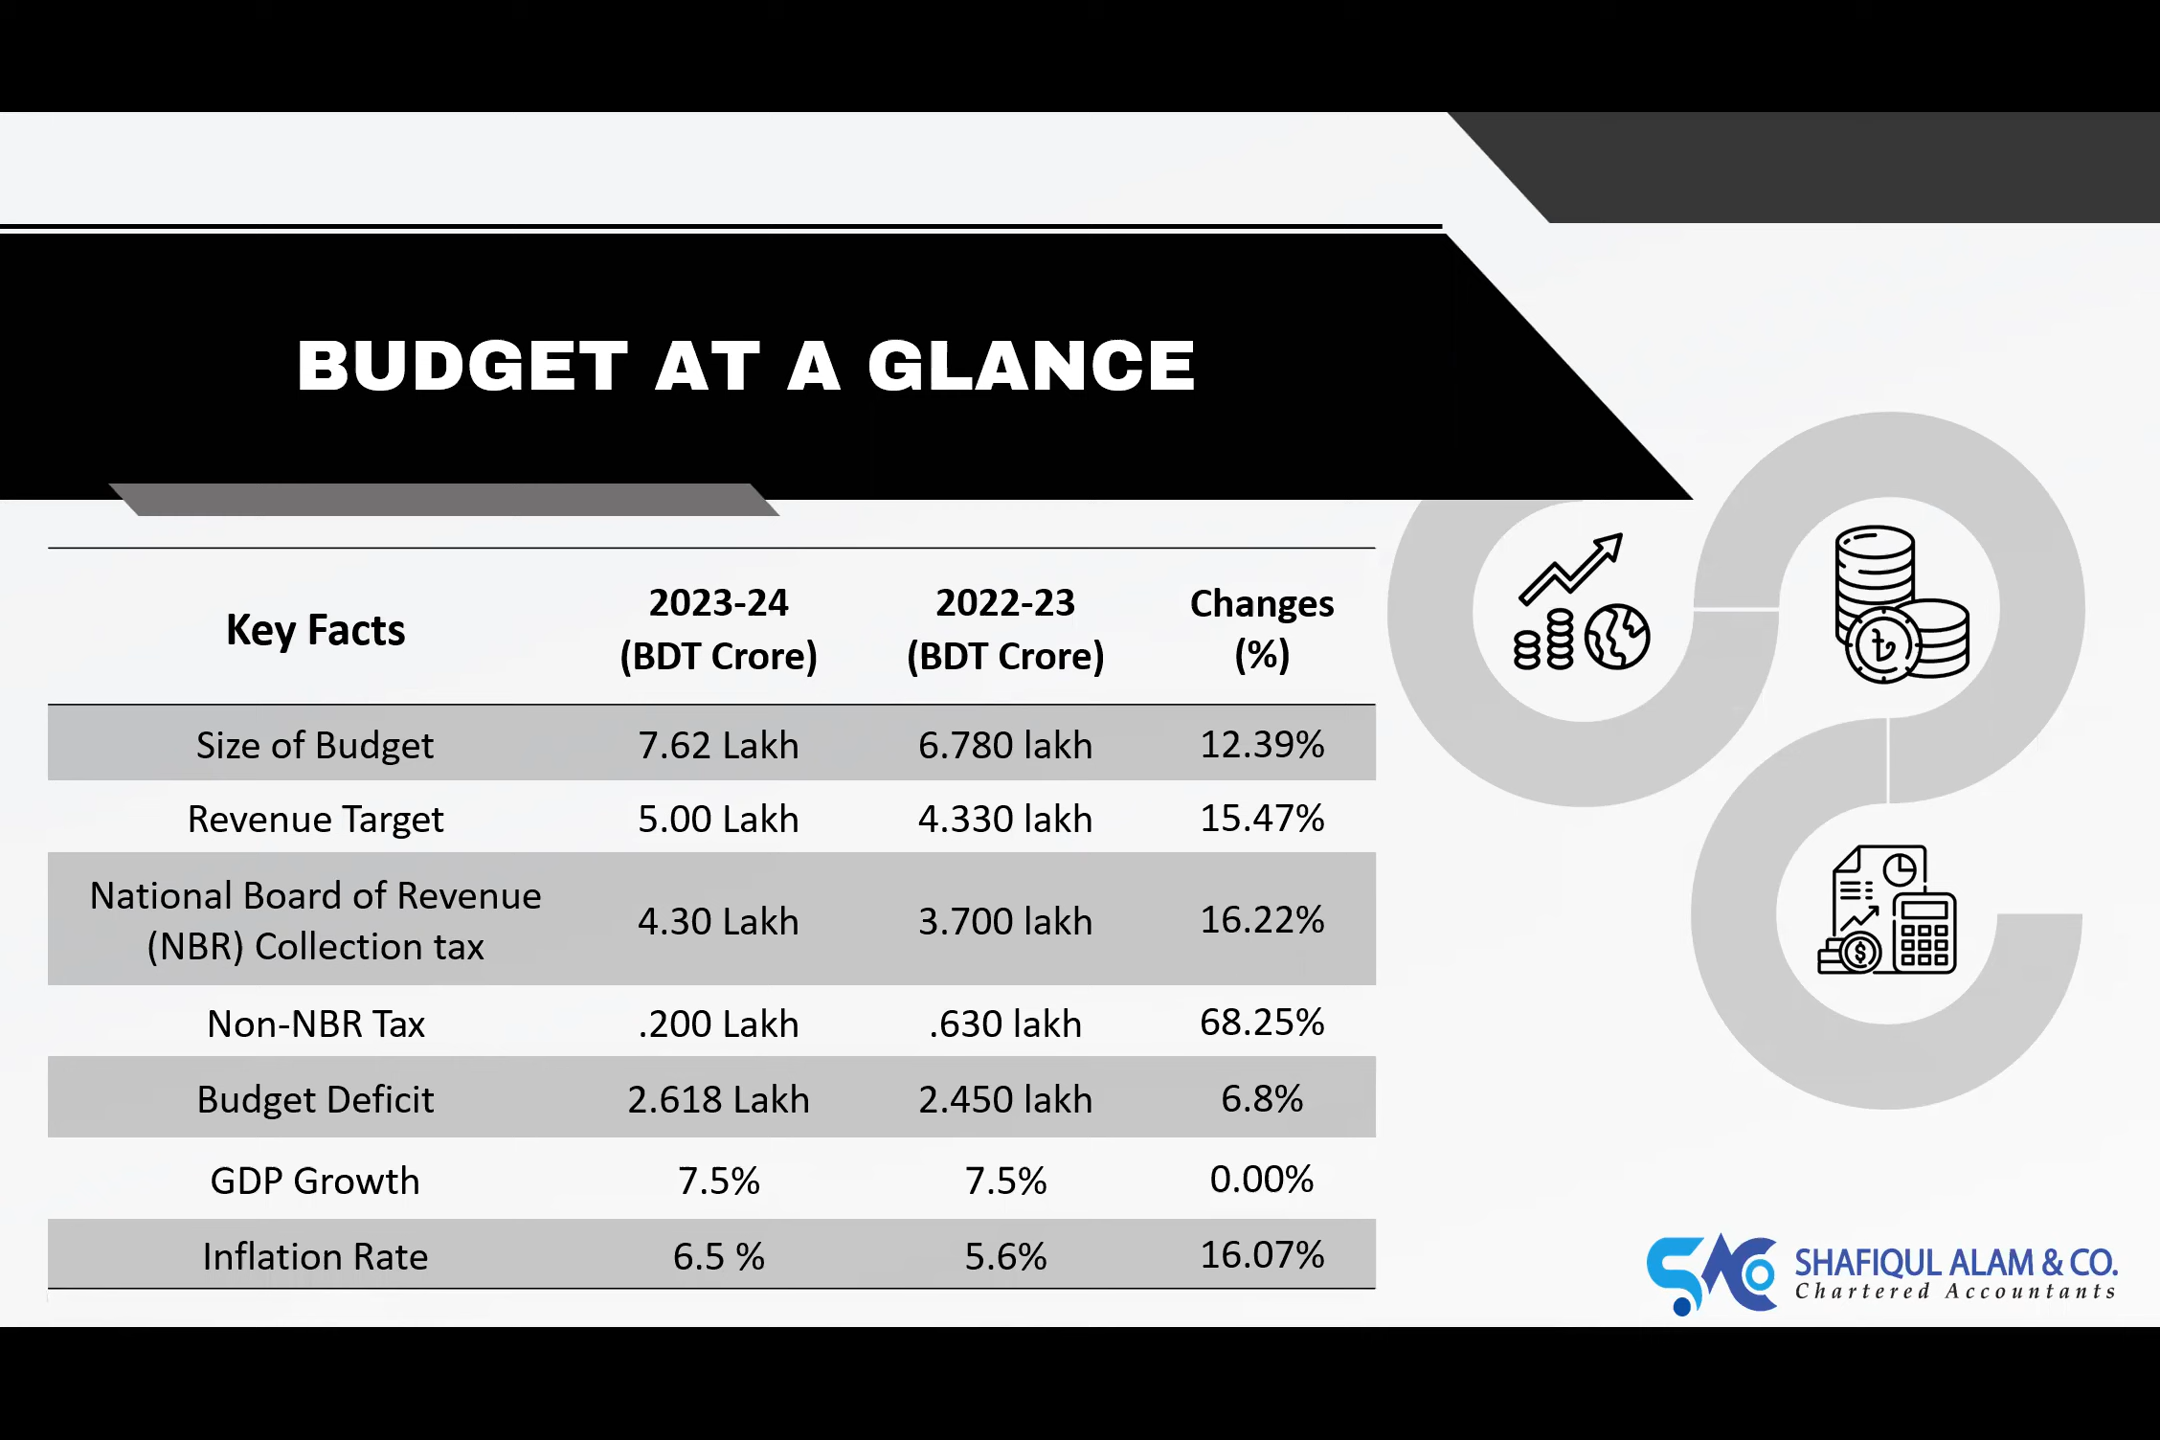 BUDGET AT A GLANCE
Key Facts 2023-24 (BDT Crore) 2022-23 (BDT Crore) Changes (%)
Size of Budget 7.62 Lakh 6.780 lakh 12.39%
Revenue Target 5.00 Lakh 4.330 lakh 15.47%
National Board of Revenue (NBR) Collection tax 4.30 Lakh 3.700 lakh 16.22%
Non-NBR Tax .200 Lakh .630 lakh 68.25%
Budget Deficit 2.618 Lakh 2.450 lakh 6.8%
GDP Growth 7.5% 7.5% 0.00%
Inflation Rate 6.5 % 5.6% 16.07%
৳
$
SACO SHAFIQUL ALAM & CO.
Chartered Accountants